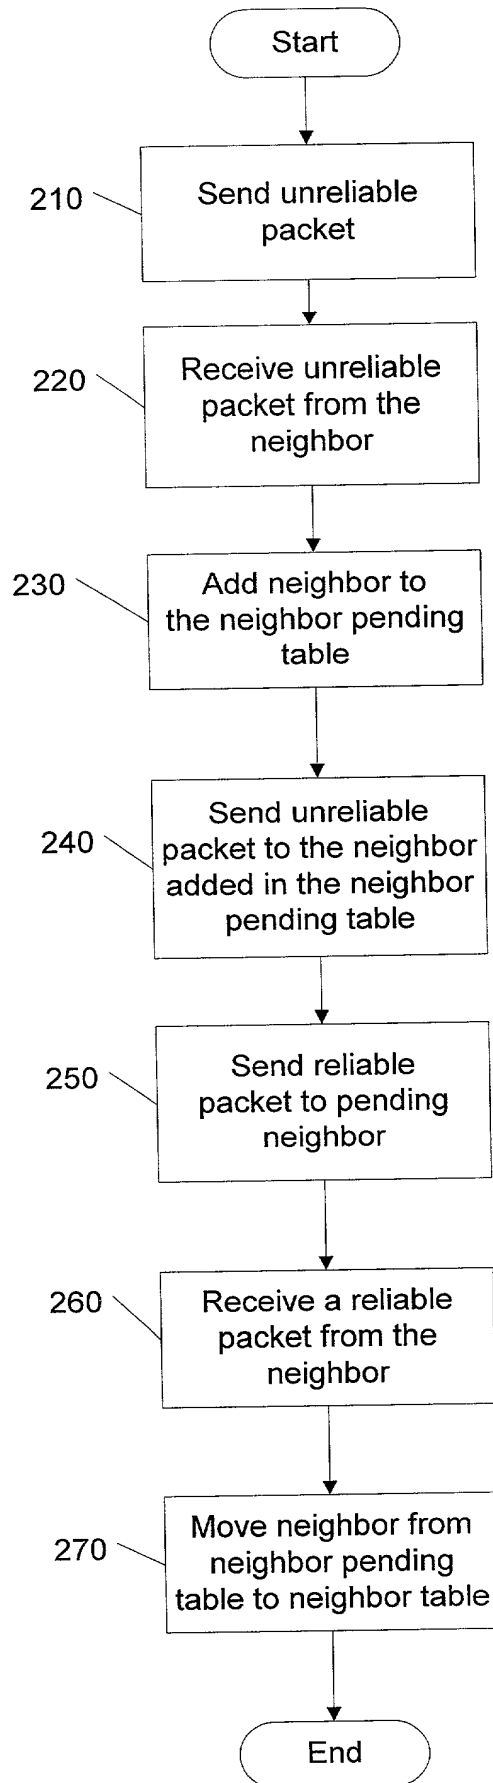 Start
210
Send unreliable
packet
220
Receive unreliable
packet from the
neighbor
230
Add neighbor to
the neighbor pending
table
240
Send unreliable
packet to the neighbor
added in the neighbor
pending table
250
Send reliable
packet to pending
neighbor
260
Receive a reliable
packet from the
neighbor
270
Move neighbor from
neighbor pending
table to neighbor table
End